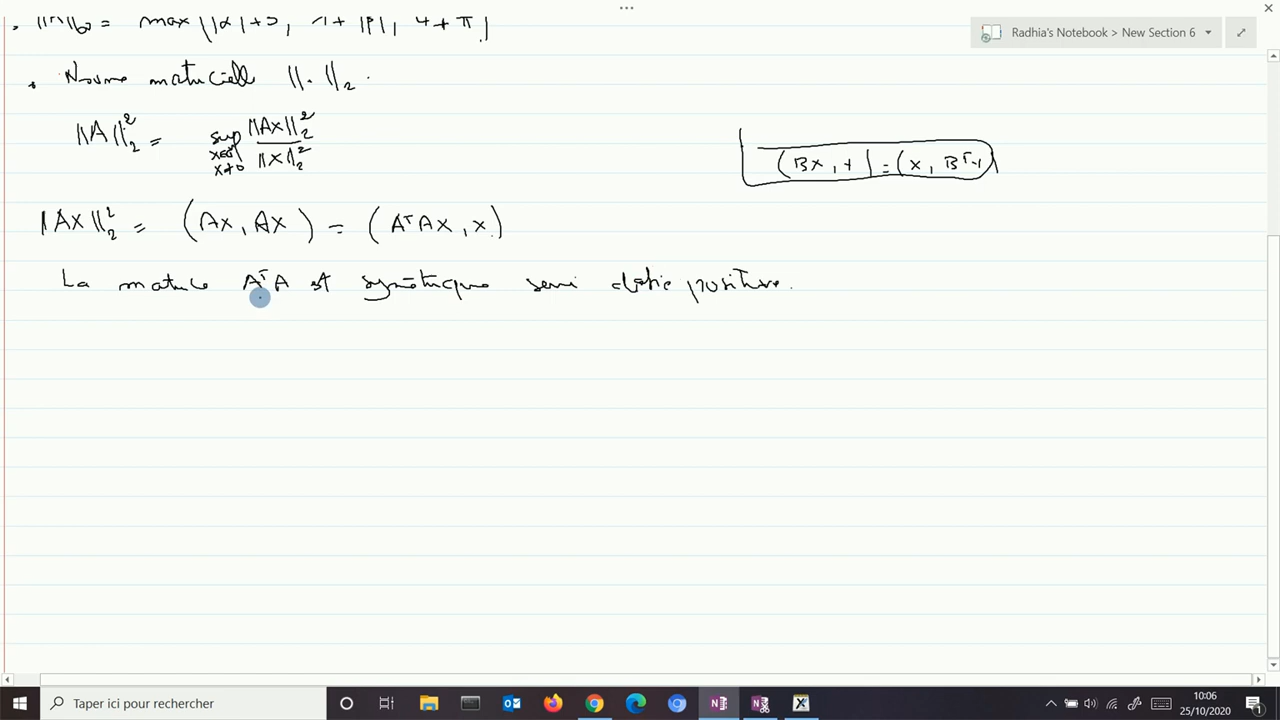 ...
Radhia's Notebook > New Section 6
. ‖A‖∞ = max (|α|+5, 1+|β|, 4+π)
. Norme matricielle ‖.‖₂.
‖A‖₂² = sup x≠0 ‖Ax‖₂² / ‖x‖₂²
(Bx, y) = (x, Bᵀy)
‖Ax‖₂² = (Ax, Ax) = (AᵀAx, x)
La matrice AᵀA est symétrique semi définie positive.
Taper ici pour rechercher
10:06
25/10/2020